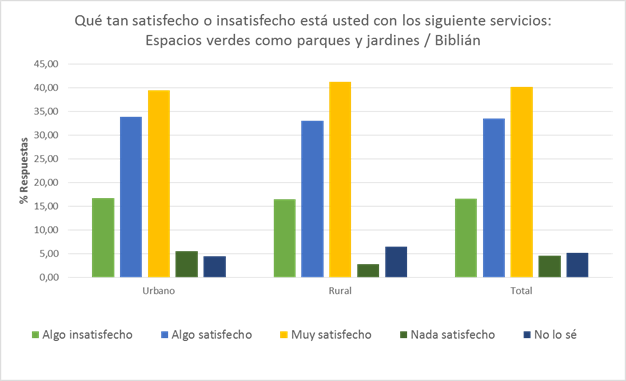 Qué tan satisfecho o insatisfecho está usted con los siguiente servicios:
Espacios verdes como parques y jardines / Biblián
45,00
40,00
35,00
30,00
25,00
20,00
15,00
10,00
5,00
0,00
% Respuestas
Urbano
Rural
Total
Algo insatisfecho
Algo satisfecho
Muy satisfecho
Nada satisfecho
No lo sé